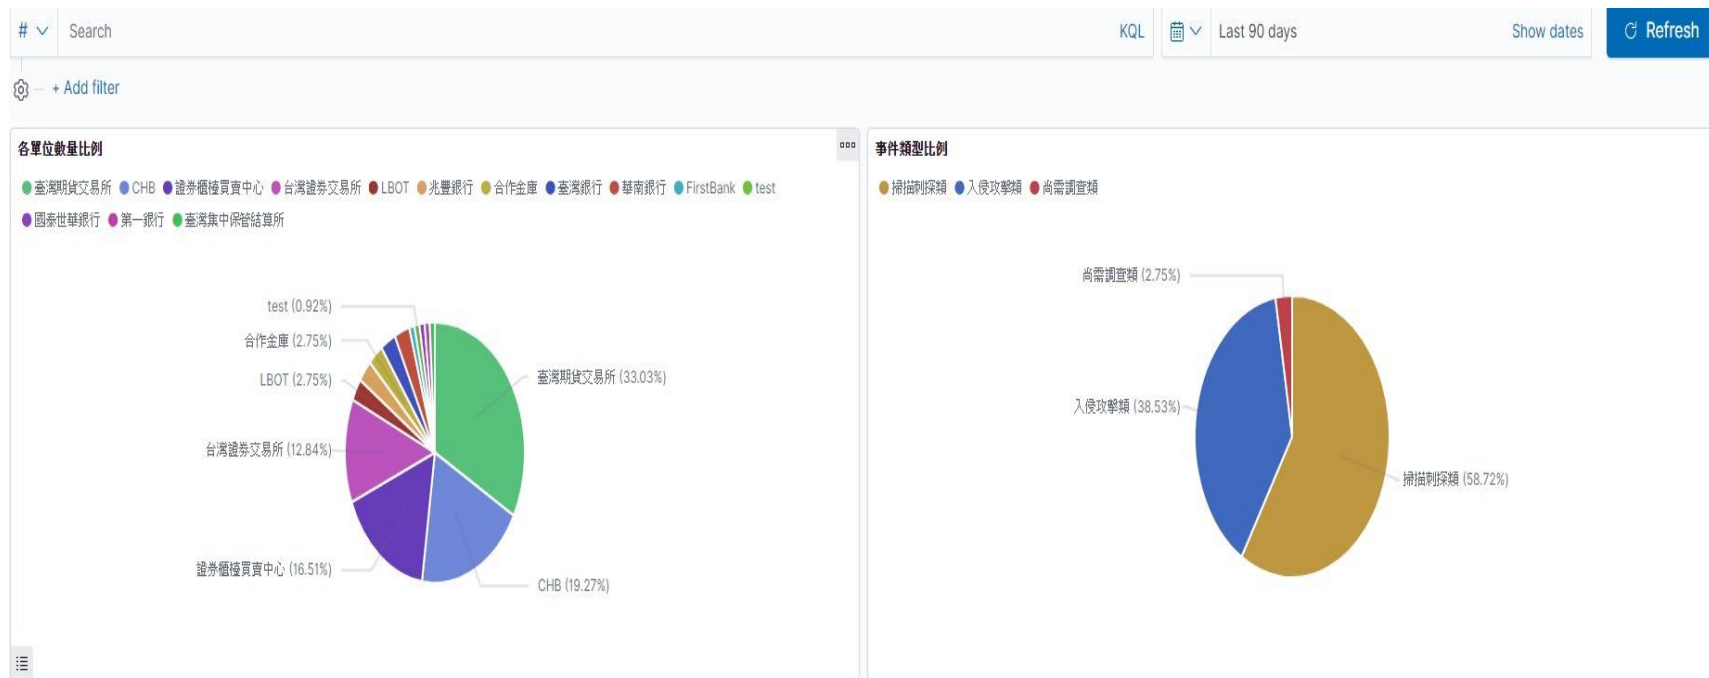 # Search KQL Last 90 days Show dates Refresh
+ Add filter
各單位數量比例
臺灣期貨交易所 CHB 證券櫃檯買賣中心 台灣證券交易所 LBOT 兆豐銀行 合作金庫 臺灣銀行 華南銀行 FirstBank test
國泰世華銀行 第一銀行 臺灣集中保管結算所
test (0.92%)
合作金庫 (2.75%)
LBOT (2.75%)
臺灣期貨交易所 (33.03%)
台灣證券交易所 (12.84%)
證券櫃檯買賣中心 (16.51%)
CHB (19.27%)
事件類型比例
掃描刺探類 入侵攻擊類 尚需調查類
尚需調查類 (2.75%)
入侵攻擊類 (38.53%)
掃描刺探類 (58.72%)